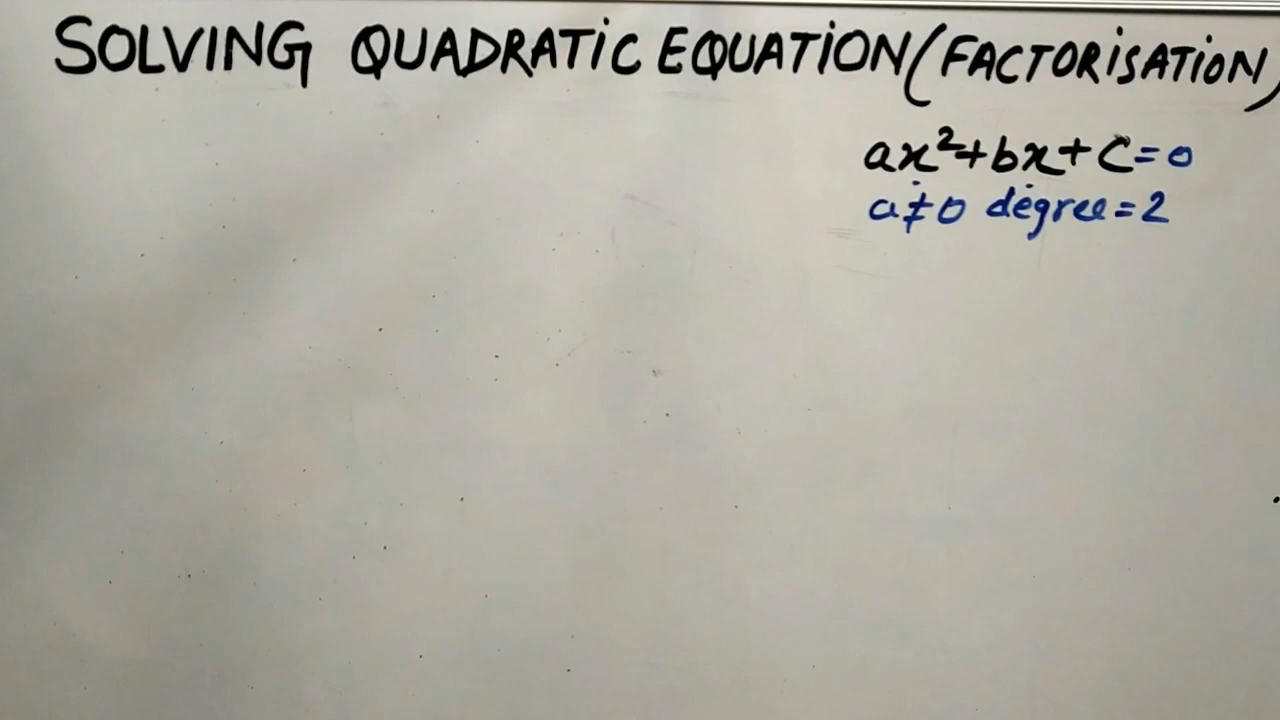 SOLVING QUADRATIC EQUATION (FACTORISATION)
ax²+bx+c=0
a≠0 degree=2